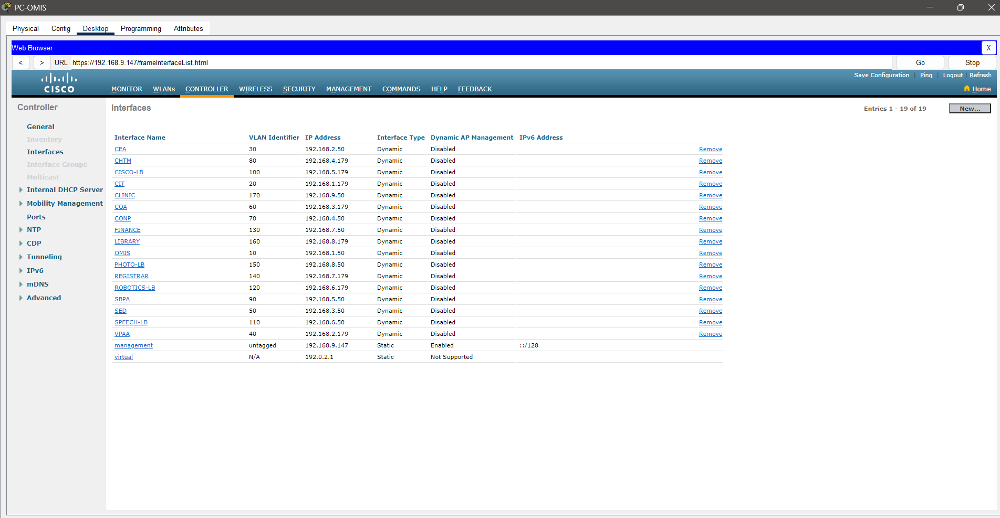 PC-OMIS
Physical Config Desktop Programming Attributes
Web Browser X
< > URL https://192.168.9.147/frameInterfaceList.html Go Stop
Save Configuration | Ping | Logout | Refresh
CISCO
MONITOR WLANs CONTROLLER WIRELESS SECURITY MANAGEMENT COMMANDS HELP FEEDBACK Home
Controller
General
Inventory
Interfaces
Interface Groups
Multicast
Internal DHCP Server
Mobility Management
Ports
NTP
CDP
Tunneling
IPv6
mDNS
Advanced
Interfaces Entries 1 - 19 of 19 New...
Interface Name VLAN Identifier IP Address Interface Type Dynamic AP Management IPv6 Address
CEA 30 192.168.2.50 Dynamic Disabled Remove
CHTM 80 192.168.4.179 Dynamic Disabled Remove
CISCO-LB 100 192.168.5.179 Dynamic Disabled Remove
CIT 20 192.168.1.179 Dynamic Disabled Remove
CLINIC 170 192.168.9.50 Dynamic Disabled Remove
COA 60 192.168.3.179 Dynamic Disabled Remove
CONP 70 192.168.4.50 Dynamic Disabled Remove
FINANCE 130 192.168.7.50 Dynamic Disabled Remove
LIBRARY 160 192.168.8.179 Dynamic Disabled Remove
OMIS 10 192.168.1.50 Dynamic Disabled Remove
PHOTO-LB 150 192.168.8.50 Dynamic Disabled Remove
REGISTRAR 140 192.168.7.179 Dynamic Disabled Remove
ROBOTICS-LB 120 192.168.6.179 Dynamic Disabled Remove
SBPA 90 192.168.5.50 Dynamic Disabled Remove
SED 50 192.168.3.50 Dynamic Disabled Remove
SPEECH-LB 110 192.168.6.50 Dynamic Disabled Remove
VPAA 40 192.168.2.179 Dynamic Disabled Remove
management untagged 192.168.9.147 Static Enabled ::/128
virtual N/A 192.0.2.1 Static Not Supported